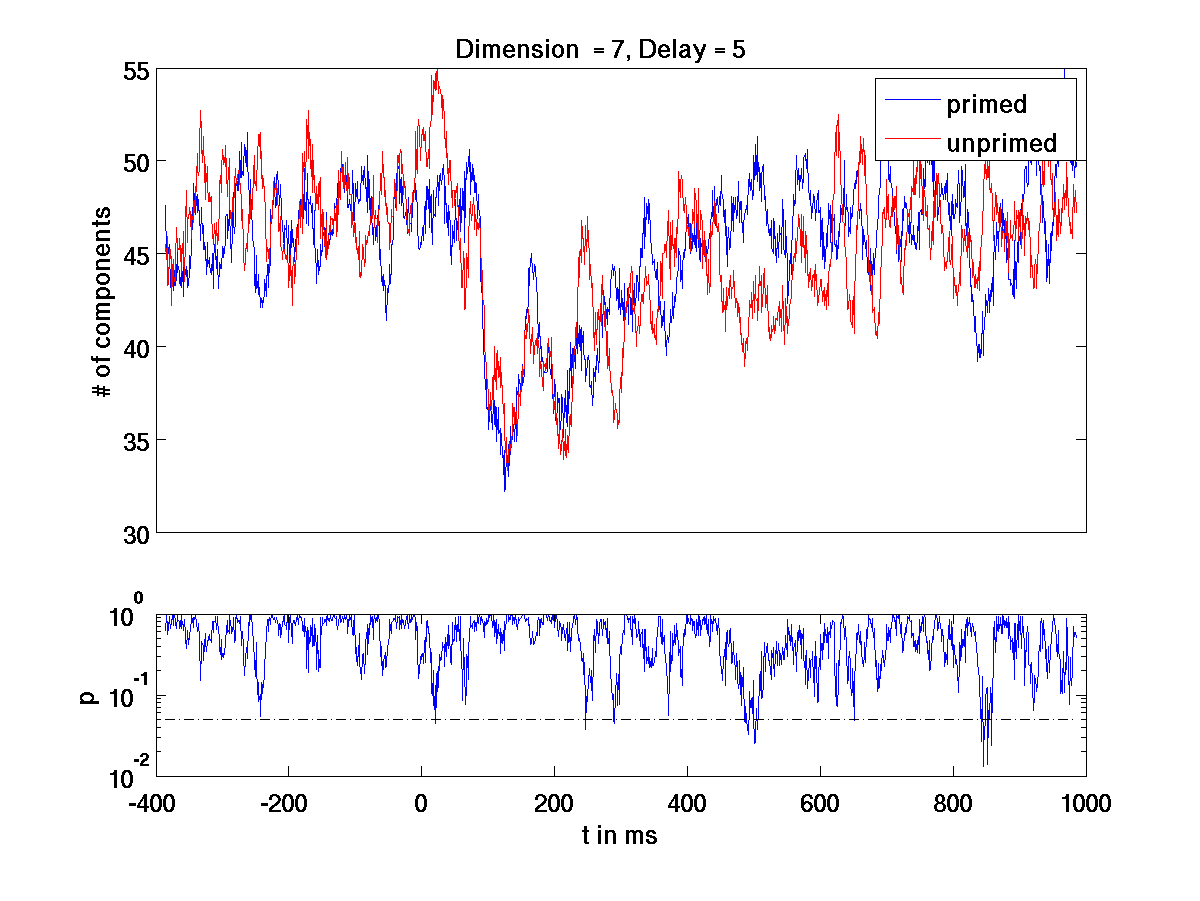 Dimension = 7, Delay = 5
55
50
45
40
35
30
# of components
primed
unprimed
10^0
10^-1
10^-2
p
-400 -200 0 200 400 600 800 1000
t in ms